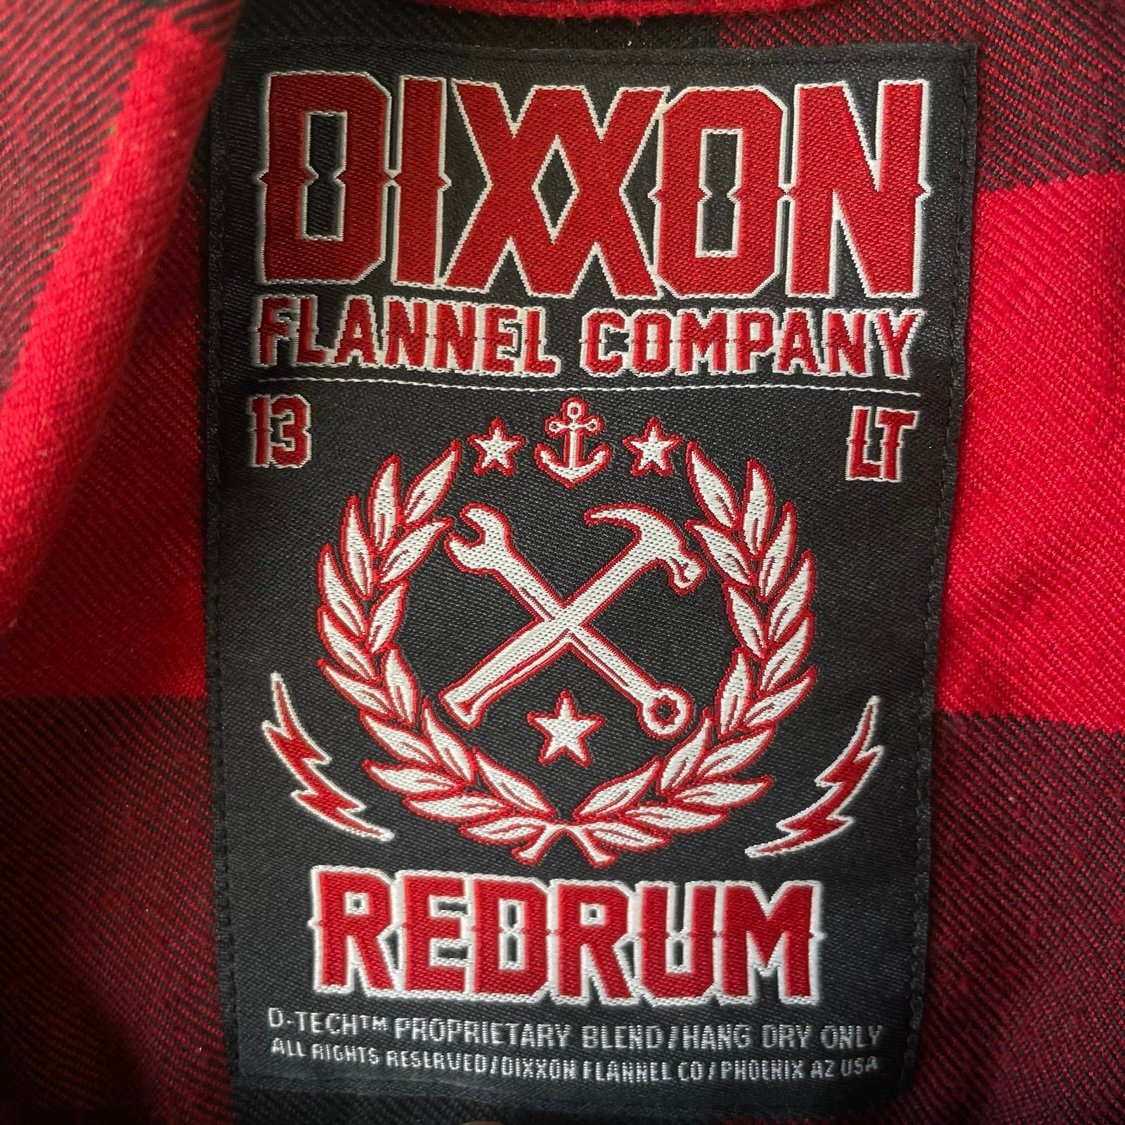 DIXXON
FLANNEL COMPANY
13 LT
REDRUM
D-TECH™ PROPRIETARY BLEND/HANG DRY ONLY
ALL RIGHTS RESERVED/DIXXON FLANNEL CO/PHOENIX AZ USA